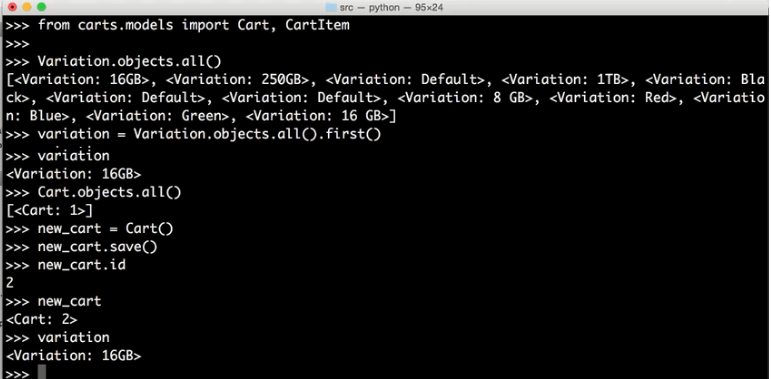 src — python — 95×24
>>> from carts.models import Cart, CartItem
>>>
>>> Variation.objects.all()
[<Variation: 16GB>, <Variation: 250GB>, <Variation: Default>, <Variation: 1TB>, <Variation: Bla
ck>, <Variation: Default>, <Variation: Default>, <Variation: 8 GB>, <Variation: Red>, <Variatio
n: Blue>, <Variation: Green>, <Variation: 16 GB>]
>>> variation = Variation.objects.all().first()
>>> variation
<Variation: 16GB>
>>> Cart.objects.all()
[<Cart: 1>]
>>> new_cart = Cart()
>>> new_cart.save()
>>> new_cart.id
2
>>> new_cart
<Cart: 2>
>>> variation
<Variation: 16GB>
>>>